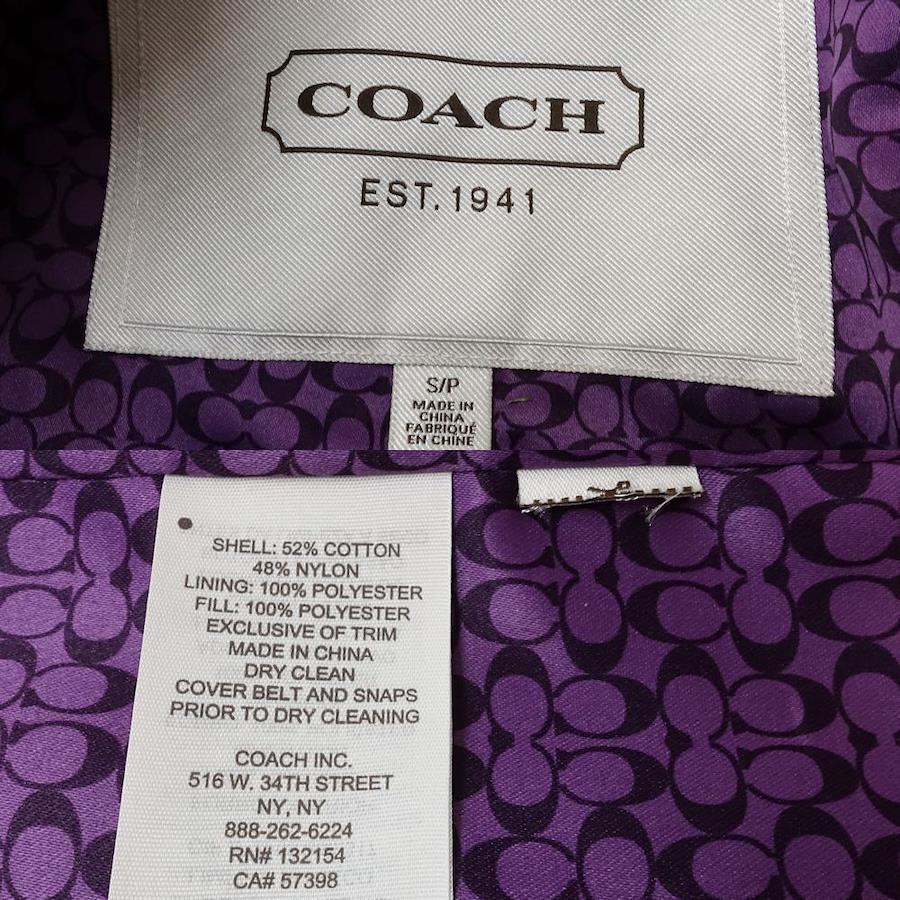 COACH
EST.1941
S/P
MADE IN
CHINA
FABRIQUÉ
EN CHINE
SHELL: 52% COTTON
48% NYLON
LINING: 100% POLYESTER
FILL: 100% POLYESTER
EXCLUSIVE OF TRIM
MADE IN CHINA
DRY CLEAN
COVER BELT AND SNAPS
PRIOR TO DRY CLEANING
COACH INC.
516 W. 34TH STREET
NY, NY
888-262-6224
RN# 132154
CA# 57398